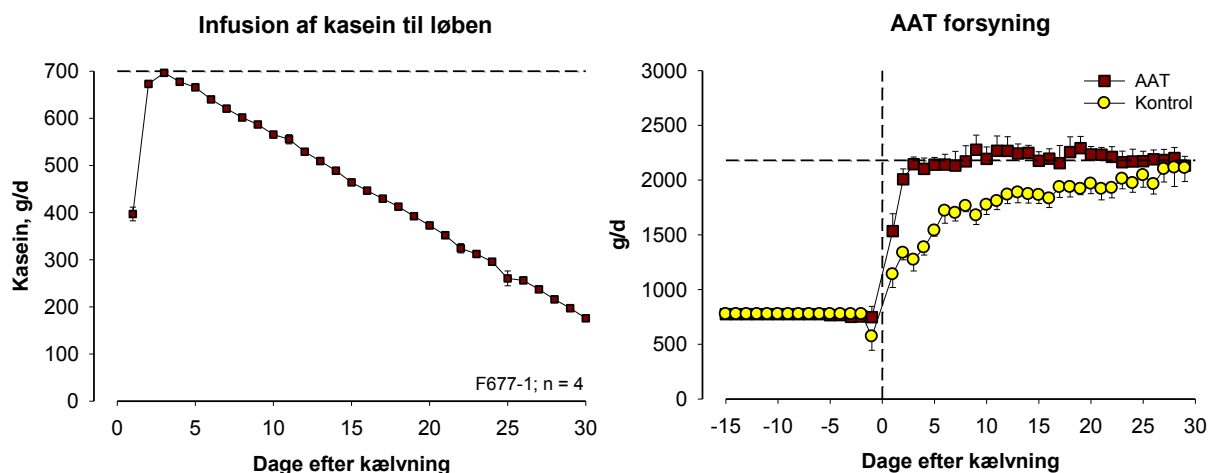 Infusion af kasein til løben
Kasein, g/d
700
600
500
400
300
200
100
0
F677-1; n = 4
0 5 10 15 20 25 30
Dage efter kælvning
AAT forsyning
g/d
3000
2500
2000
1500
1000
500
0
AAT
Kontrol
-15 -10 -5 0 5 10 15 20 25 30
Dage efter kælvning